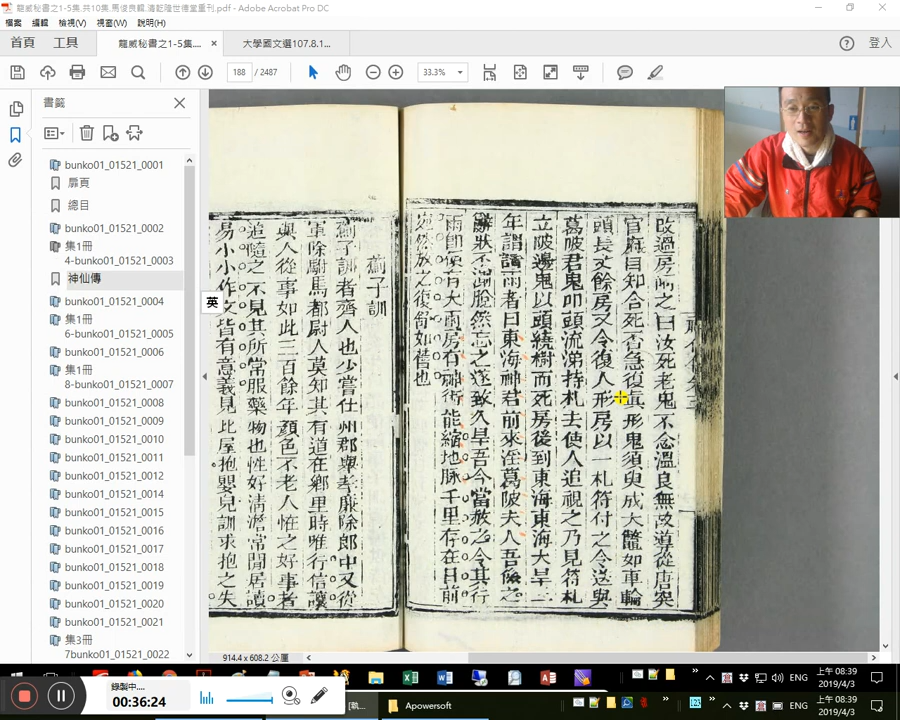 龍威秘書之1-5集.共10集.馬俊良輯.清乾隆世德堂重刊.pdf - Adobe Acrobat Pro DC
檔案 編輯 檢視(V) 視窗(W) 說明(H)
首頁 工具 龍威秘書之1-5集.... × 大學國文選107.8.1... 登入
188 / 2487 33.3%
書籤
bunko01_01521_0001
扉頁
總目
bunko01_01521_0002
集1冊
4-bunko01_01521_0003
神仙傳
bunko01_01521_0004
集1冊
6-bunko01_01521_0005
bunko01_01521_0006
集1冊
8-bunko01_01521_0007
bunko01_01521_0008
bunko01_01521_0009
bunko01_01521_0010
bunko01_01521_0011
bunko01_01521_0012
bunko01_01521_0014
bunko01_01521_0015
bunko01_01521_0016
bunko01_01521_0017
bunko01_01521_0018
bunko01_01521_0019
bunko01_01521_0020
bunko01_01521_0021
集3冊
7bunko01_01521_0022
英
改過房呵之曰汝死老鬼不念溫良無故導從唐突
官府自知合死否急復真形鬼須臾成大鼈如車輪
頭長丈餘房又令復人形房以一札符付之令送與
葛陂君鬼叩頭流涕持札去使人追視之乃見符札
立陂邊鬼以頸繞樹而死房後到東海東海大旱三
年謂請雨者曰東海神君前來淫葛陂夫人吾係之
辭狀不測脫然忘之遂致久旱吾今當赦之令其行
雨即便有大雨房有神術能縮地脉千里存在目前
宛然放之復舒如舊也
薊子訓
薊子訓者齊人也少嘗仕州郡舉孝廉除郎中又從
軍除駙馬都尉人莫知其有道在鄉里時唯行信讓
與人從事如此三百餘年顏色不老人怪之好事者
追隨之不見其所常服藥物也性好清澹常閒居讀
易小小作文皆有意義見比屋抱嬰兒訓求抱之失
914.4 x 608.2 公釐
錄製中....
00:36:24
[執...
Apowersoft
ENG
上午 08:39
2019/4/3
123
ENG
上午 08:39
2019/4/3